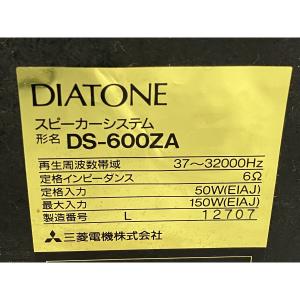 DIATONE
スピーカーシステム
形名 DS-600ZA
再生周波数帯域 37～32000Hz
定格インピーダンス 6Ω
定格入力 50W(EIAJ)
最大入力 150W(EIAJ)
製造番号 L 12707
三菱電機株式会社